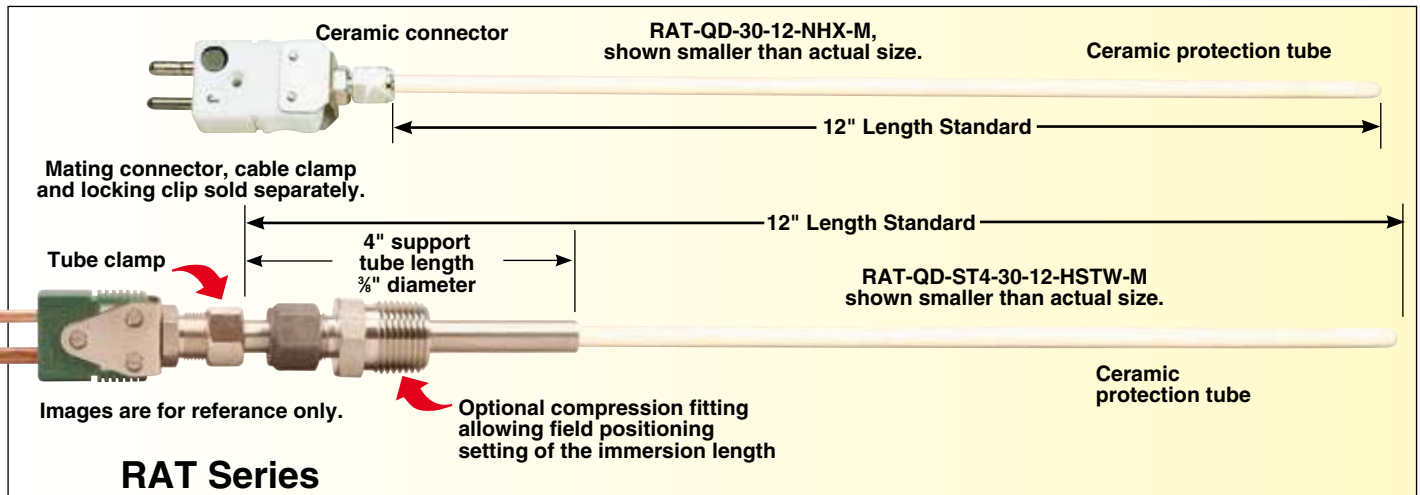 Ceramic connector
RAT-QD-30-12-NHX-M,
shown smaller than actual size.
Ceramic protection tube
12" Length Standard
Mating connector, cable clamp
and locking clip sold separately.
12" Length Standard
4" support
tube length
⅜" diameter
Tube clamp
RAT-QD-ST4-30-12-HSTW-M
shown smaller than actual size.
Ceramic
protection tube
Images are for referance only.
Optional compression fitting
allowing field positioning
setting of the immersion length
RAT Series